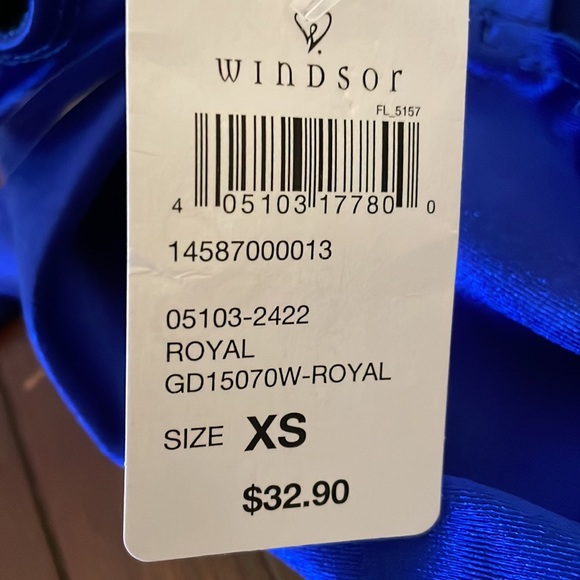 WINDSOR
FL_5157
4 05103 17780 0
14587000013
05103-2422
ROYAL
GD15070W-ROYAL
SIZE XS
$32.90